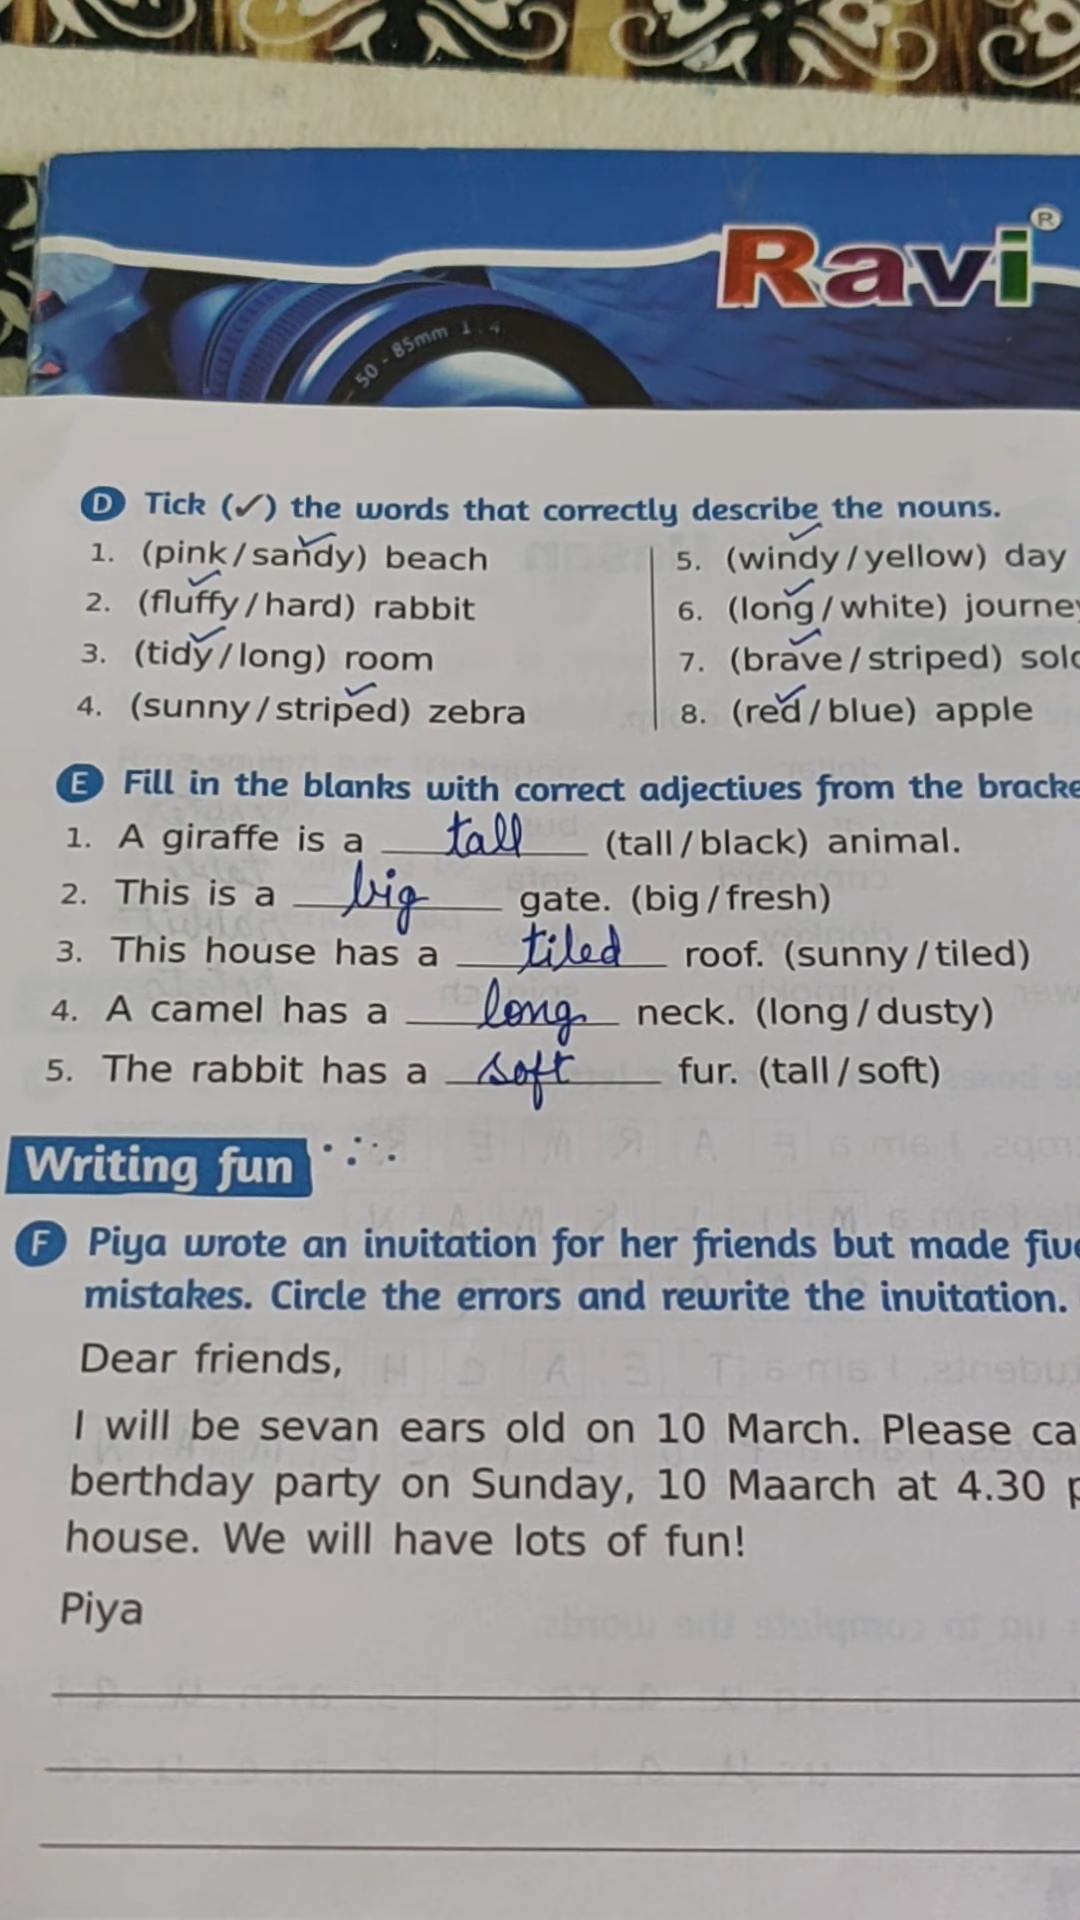 50 - 85mm 1 : 4
Ravi®
D Tick (✓) the words that correctly describe the nouns.
1. (pink/sandy) beach
2. (fluffy/hard) rabbit
3. (tidy/long) room
4. (sunny/striped) zebra
5. (windy/yellow) day
6. (long/white) journey
7. (brave/striped) sold
8. (red/blue) apple
E Fill in the blanks with correct adjectives from the bracke
1. A giraffe is a tall (tall/black) animal.
2. This is a big gate. (big/fresh)
3. This house has a tiled roof. (sunny/tiled)
4. A camel has a long neck. (long/dusty)
5. The rabbit has a soft fur. (tall/soft)
Writing fun
F Piya wrote an invitation for her friends but made five
mistakes. Circle the errors and rewrite the invitation.
Dear friends,
I will be sevan ears old on 10 March. Please ca
berthday party on Sunday, 10 Maarch at 4.30 p
house. We will have lots of fun!
Piya